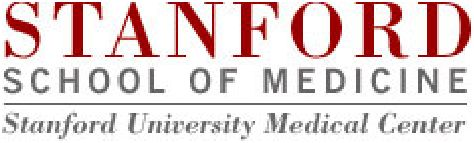 STANFORD
SCHOOL OF MEDICINE
Stanford University Medical Center